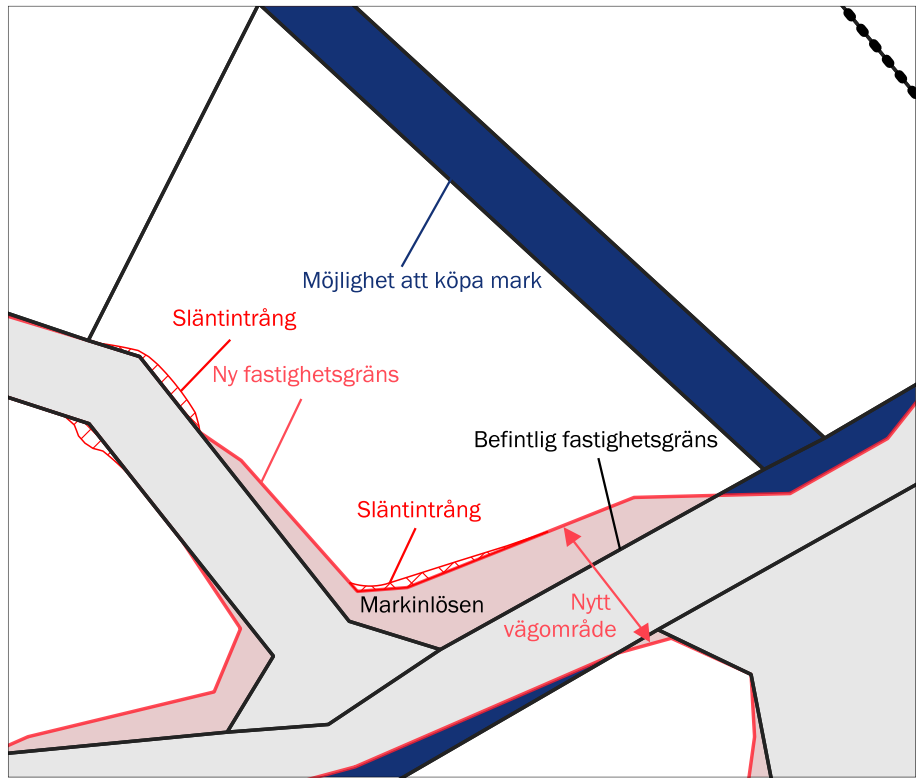 Möjlighet att köpa mark
Släntintrång
Ny fastighetsgräns
Befintlig fastighetsgräns
Släntintrång
Markinlösen
Nytt
vägområde